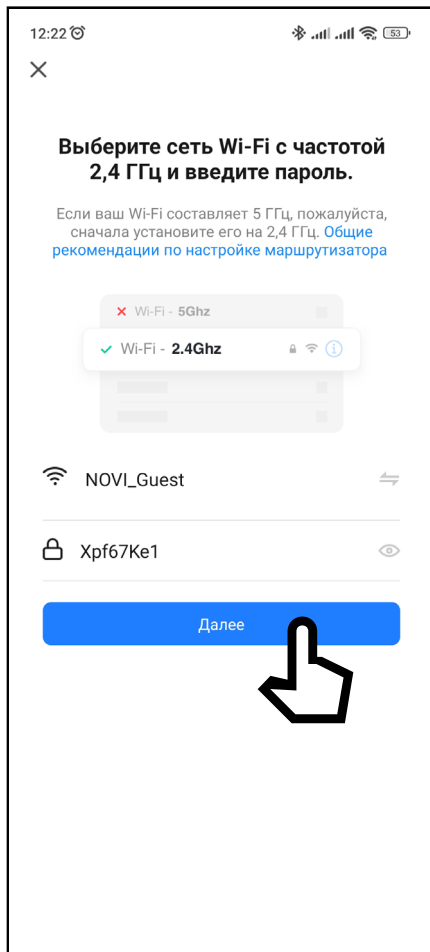 12:22
53
Выберите сеть Wi-Fi с частотой
2,4 ГГц и введите пароль.
Если ваш Wi-Fi составляет 5 ГГц, пожалуйста,
сначала установите его на 2,4 ГГц. Общие
рекомендации по настройке маршрутизатора
Wi-Fi - 5Ghz
Wi-Fi - 2.4Ghz
NOVI_Guest
Xpf67Ke1
Далее